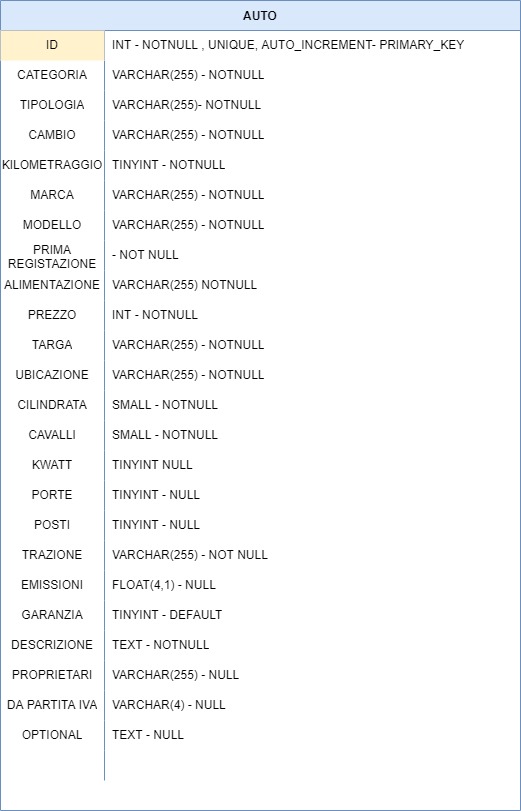 AUTO
ID INT - NOTNULL , UNIQUE, AUTO_INCREMENT- PRIMARY_KEY
CATEGORIA VARCHAR(255) - NOTNULL
TIPOLOGIA VARCHAR(255)- NOTNULL
CAMBIO VARCHAR(255) - NOTNULL
KILOMETRAGGIO TINYINT - NOTNULL
MARCA VARCHAR(255) - NOTNULL
MODELLO VARCHAR(255) - NOTNULL
PRIMA
REGISTAZIONE - NOT NULL
ALIMENTAZIONE VARCHAR(255) NOTNULL
PREZZO INT - NOTNULL
TARGA VARCHAR(255) - NOTNULL
UBICAZIONE VARCHAR(255) - NOTNULL
CILINDRATA SMALL - NOTNULL
CAVALLI SMALL - NOTNULL
KWATT TINYINT NULL
PORTE TINYINT - NULL
POSTI TINYINT - NULL
TRAZIONE VARCHAR(255) - NOT NULL
EMISSIONI FLOAT(4,1) - NULL
GARANZIA TINYINT - DEFAULT
DESCRIZIONE TEXT - NOTNULL
PROPRIETARI VARCHAR(255) - NULL
DA PARTITA IVA VARCHAR(4) - NULL
OPTIONAL TEXT - NULL